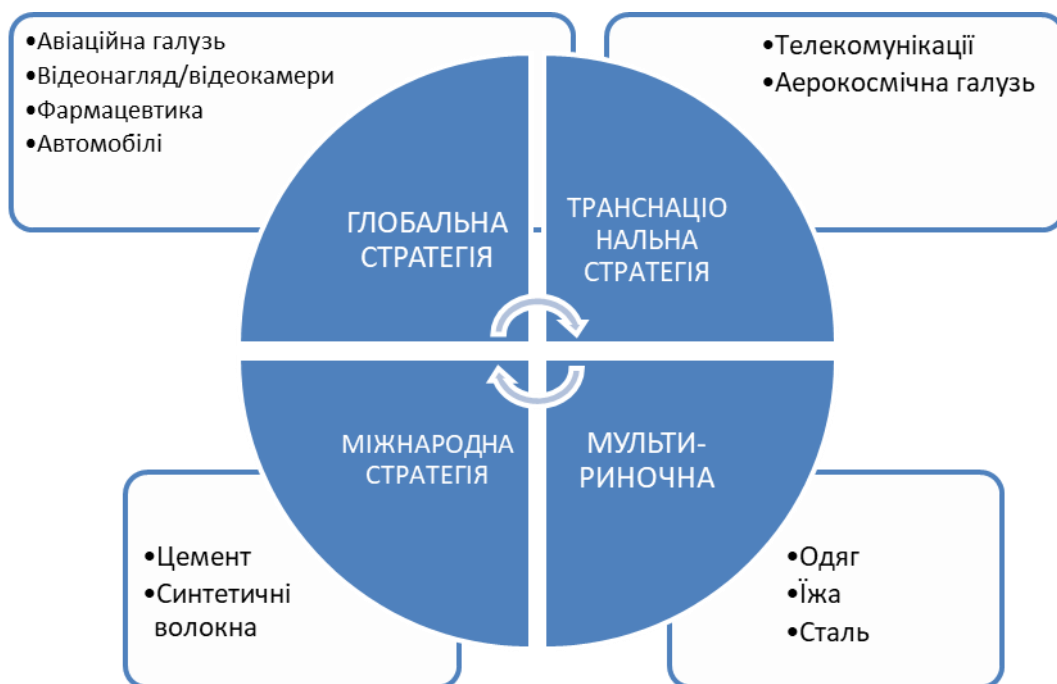 •Авіаційна галузь
•Відеонагляд/відеокамери
•Фармацевтика
•Автомобілі
•Телекомунікації
•Аерокосмічна галузь
ГЛОБАЛЬНА
СТРАТЕГІЯ
ТРАНСНАЦІО
НАЛЬНА
СТРАТЕГІЯ
МІЖНАРОДНА
СТРАТЕГІЯ
МУЛЬТИ-
РИНОЧНА
•Цемент
•Синтетичні
волокна
•Одяг
•Їжа
•Сталь